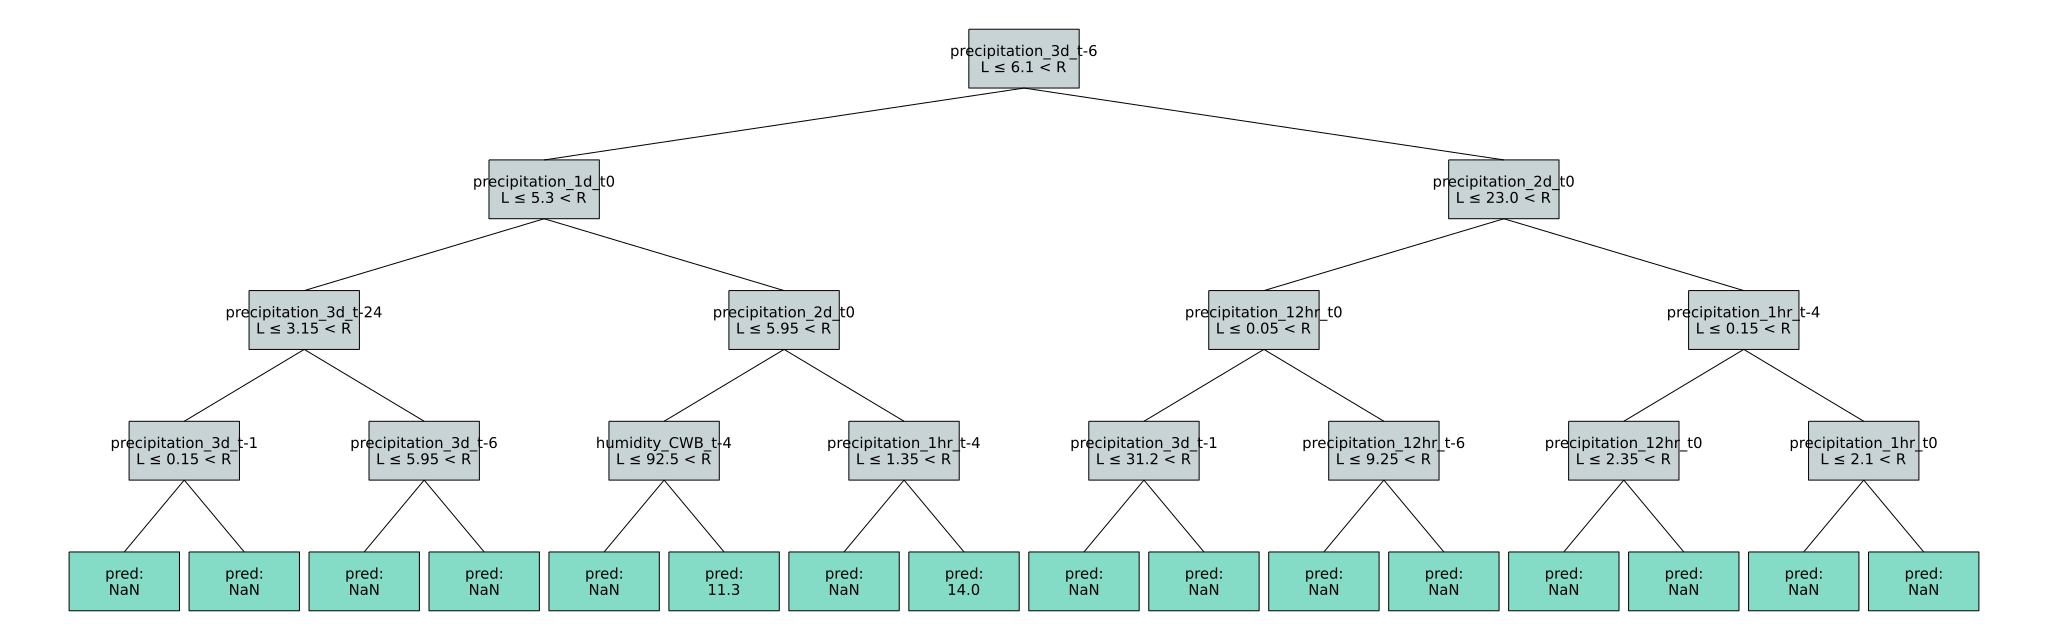 precipitation_3d_t-6
L ≤ 6.1 < R
precipitation_1d_t0
L ≤ 5.3 < R
precipitation_2d_t0
L ≤ 23.0 < R
precipitation_3d_t-24
L ≤ 3.15 < R
precipitation_2d_t0
L ≤ 5.95 < R
precipitation_12hr_t0
L ≤ 0.05 < R
precipitation_1hr_t-4
L ≤ 0.15 < R
precipitation_3d_t-1
L ≤ 0.15 < R
precipitation_3d_t-6
L ≤ 5.95 < R
humidity_CWB_t-4
L ≤ 92.5 < R
precipitation_1hr_t-4
L ≤ 1.35 < R
precipitation_3d_t-1
L ≤ 31.2 < R
precipitation_12hr_t-6
L ≤ 9.25 < R
precipitation_12hr_t0
L ≤ 2.35 < R
precipitation_1hr_t0
L ≤ 2.1 < R
pred:
NaN
pred:
NaN
pred:
NaN
pred:
NaN
pred:
NaN
pred:
11.3
pred:
NaN
pred:
14.0
pred:
NaN
pred:
NaN
pred:
NaN
pred:
NaN
pred:
NaN
pred:
NaN
pred:
NaN
pred:
NaN